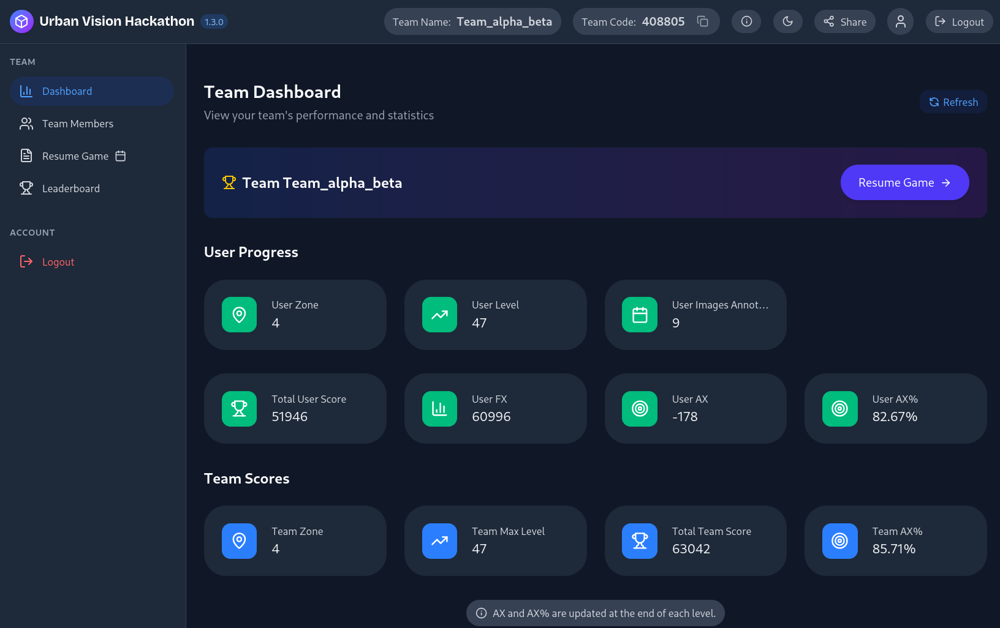 Urban Vision Hackathon 1.3.0
Team Name: Team_alpha_beta
Team Code: 408805
Share
Logout
TEAM
Dashboard
Team Members
Resume Game
Leaderboard
ACCOUNT
Logout
Team Dashboard
View your team's performance and statistics
Refresh
Team Team_alpha_beta
Resume Game
User Progress
User Zone
4
User Level
47
User Images Annot...
9
Total User Score
51946
User FX
60996
User AX
-178
User AX%
82.67%
Team Scores
Team Zone
4
Team Max Level
47
Total Team Score
63042
Team AX%
85.71%
AX and AX% are updated at the end of each level.